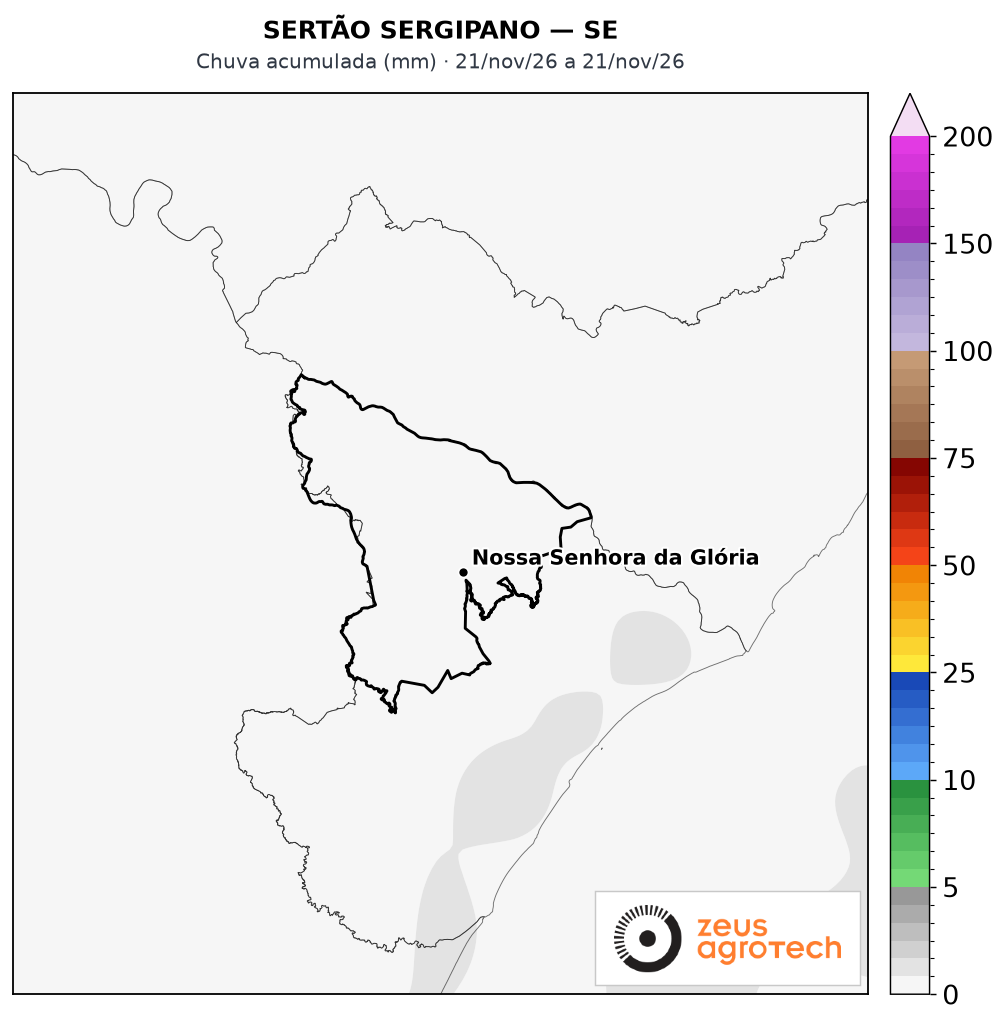 SERTÃO SERGIPANO — SE
Chuva acumulada (mm) · 21/nov/26 a 21/nov/26
200
150
100
75
50
25
10
5
0
Nossa Senhora da Glória
zeus
agrotech